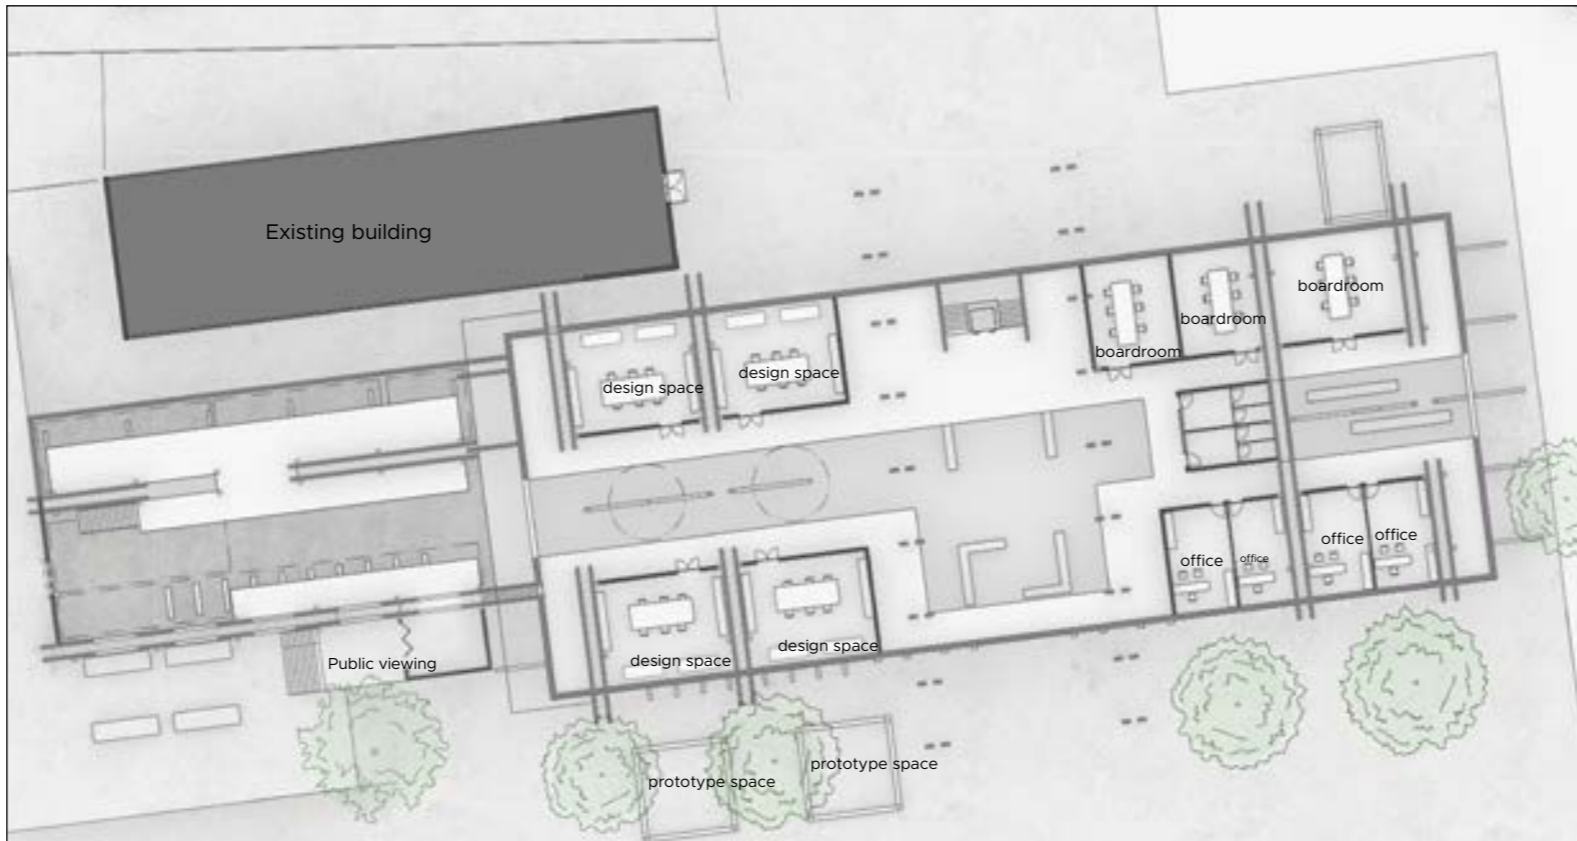 Existing building
boardroom
boardroom
boardroom
design space
design space
office
office
office
office
design space
design space
Public viewing
prototype space
prototype space